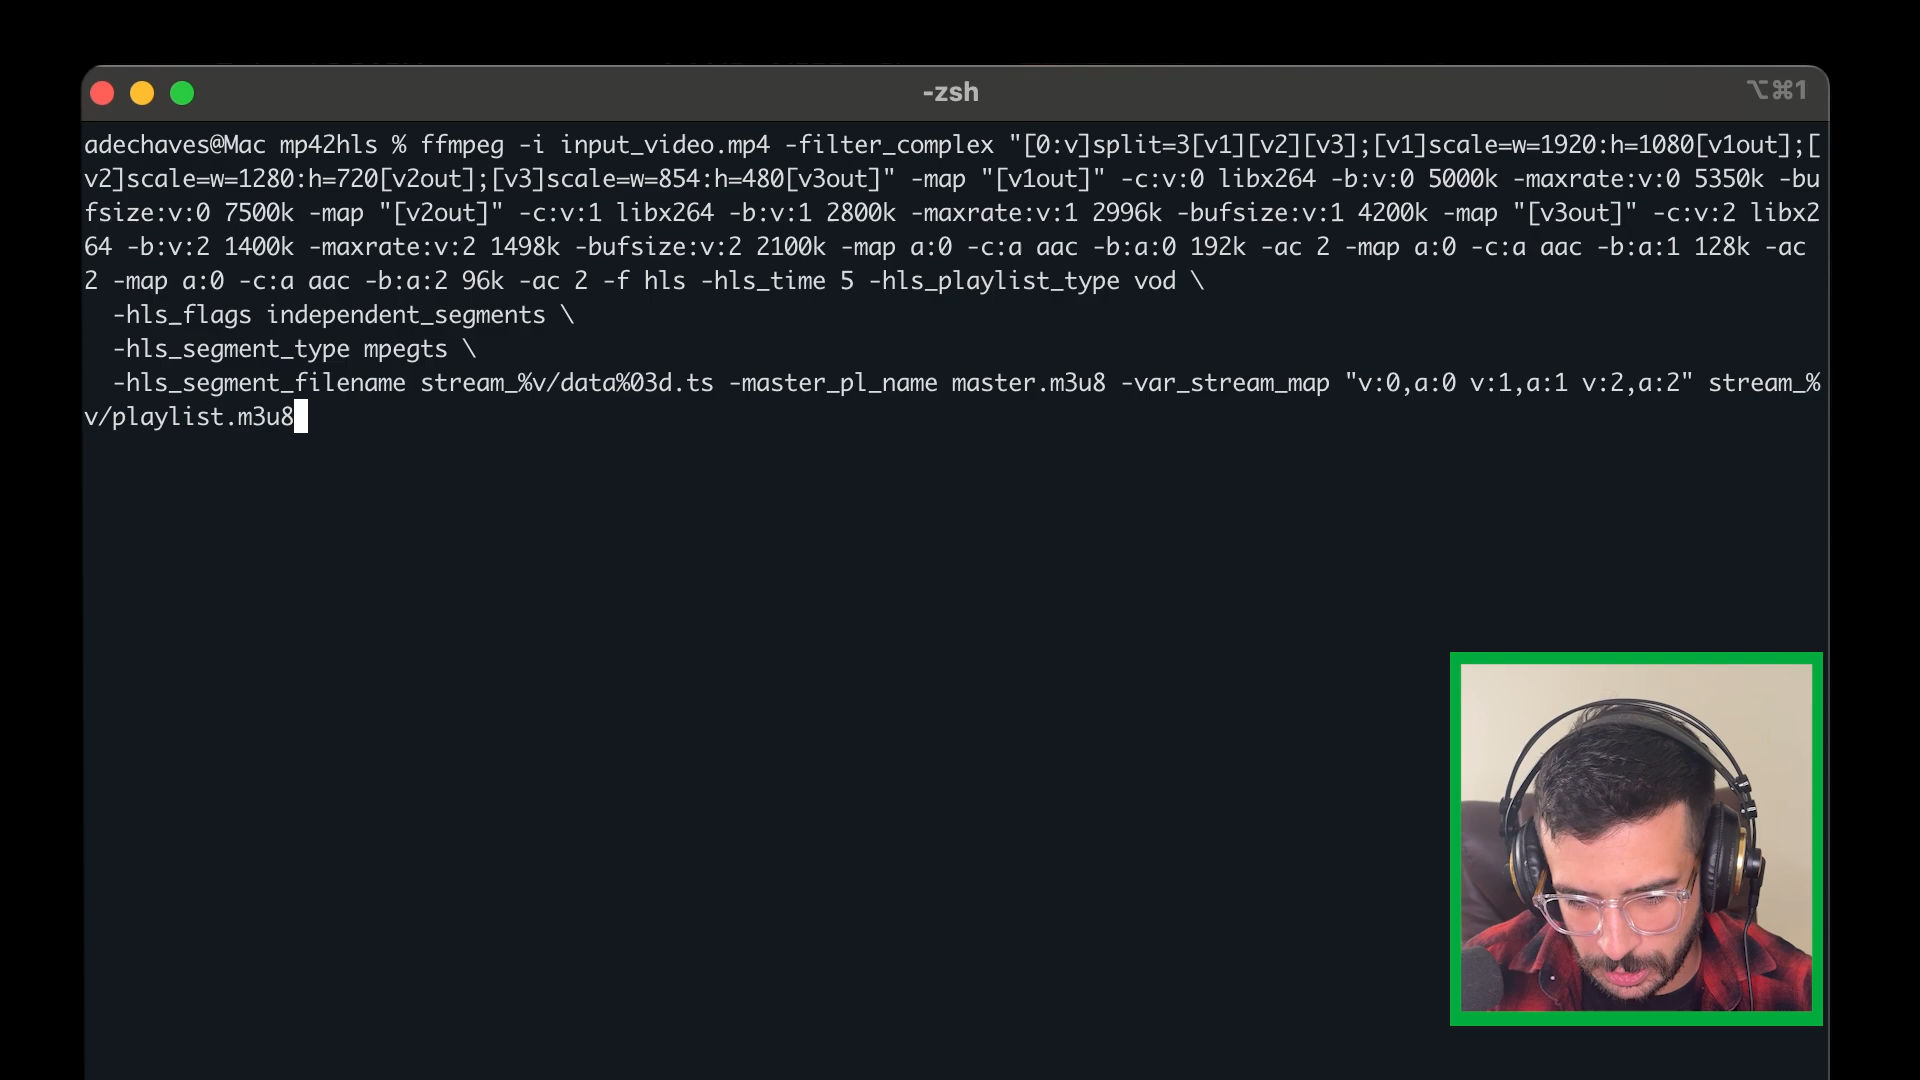 -zsh
⌥⌘1
adechaves@Mac mp42hls % ffmpeg -i input_video.mp4 -filter_complex "[0:v]split=3[v1][v2][v3];[v1]scale=w=1920:h=1080[v1out];[
v2]scale=w=1280:h=720[v2out];[v3]scale=w=854:h=480[v3out]" -map "[v1out]" -c:v:0 libx264 -b:v:0 5000k -maxrate:v:0 5350k -bu
fsize:v:0 7500k -map "[v2out]" -c:v:1 libx264 -b:v:1 2800k -maxrate:v:1 2996k -bufsize:v:1 4200k -map "[v3out]" -c:v:2 libx2
64 -b:v:2 1400k -maxrate:v:2 1498k -bufsize:v:2 2100k -map a:0 -c:a aac -b:a:0 192k -ac 2 -map a:0 -c:a aac -b:a:1 128k -ac
2 -map a:0 -c:a aac -b:a:2 96k -ac 2 -f hls -hls_time 5 -hls_playlist_type vod \
  -hls_flags independent_segments \
  -hls_segment_type mpegts \
  -hls_segment_filename stream_%v/data%03d.ts -master_pl_name master.m3u8 -var_stream_map "v:0,a:0 v:1,a:1 v:2,a:2" stream_%
v/playlist.m3u8